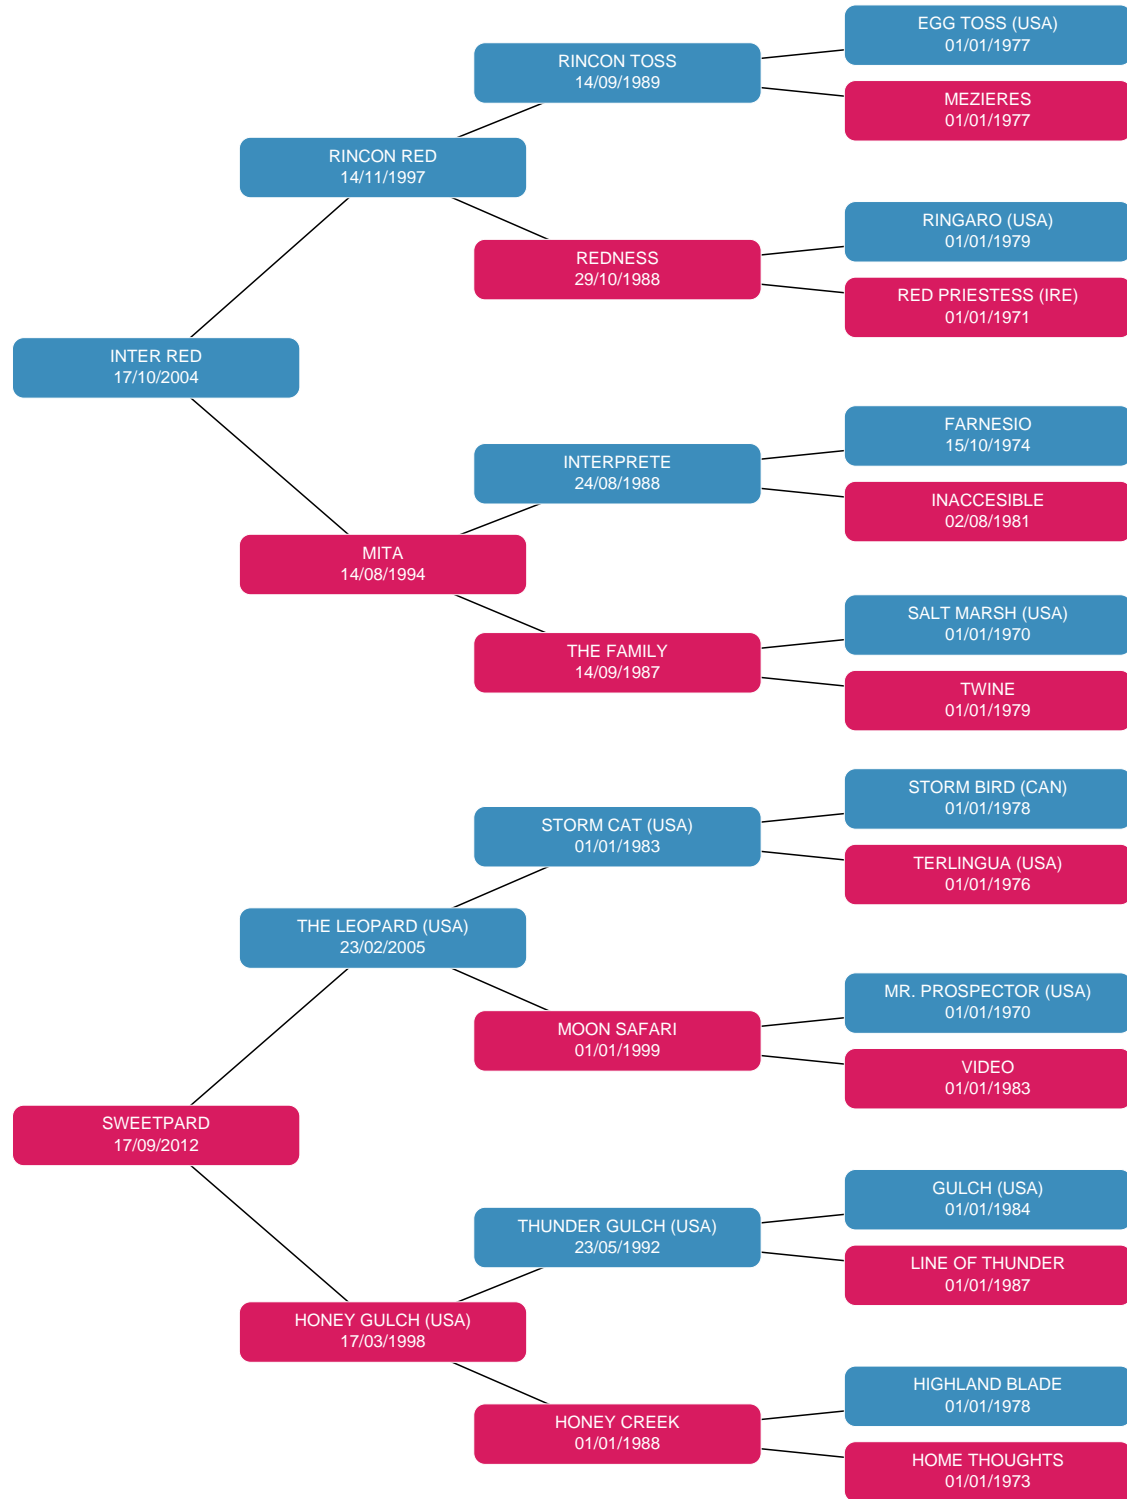 EGG TOSS (USA)
01/01/1977
RINCON TOSS
14/09/1989
MEZIERES
01/01/1977
RINCON RED
14/11/1997
RINGARO (USA)
01/01/1979
REDNESS
29/10/1988
RED PRIESTESS (IRE)
01/01/1971
INTER RED
17/10/2004
FARNESIO
15/10/1974
INTERPRETE
24/08/1988
INACCESIBLE
02/08/1981
MITA
14/08/1994
SALT MARSH (USA)
01/01/1970
THE FAMILY
14/09/1987
TWINE
01/01/1979
STORM BIRD (CAN)
01/01/1978
STORM CAT (USA)
01/01/1983
TERLINGUA (USA)
01/01/1976
THE LEOPARD (USA)
23/02/2005
MR. PROSPECTOR (USA)
01/01/1970
MOON SAFARI
01/01/1999
VIDEO
01/01/1983
SWEETPARD
17/09/2012
GULCH (USA)
01/01/1984
THUNDER GULCH (USA)
23/05/1992
LINE OF THUNDER
01/01/1987
HONEY GULCH (USA)
17/03/1998
HIGHLAND BLADE
01/01/1978
HONEY CREEK
01/01/1988
HOME THOUGHTS
01/01/1973